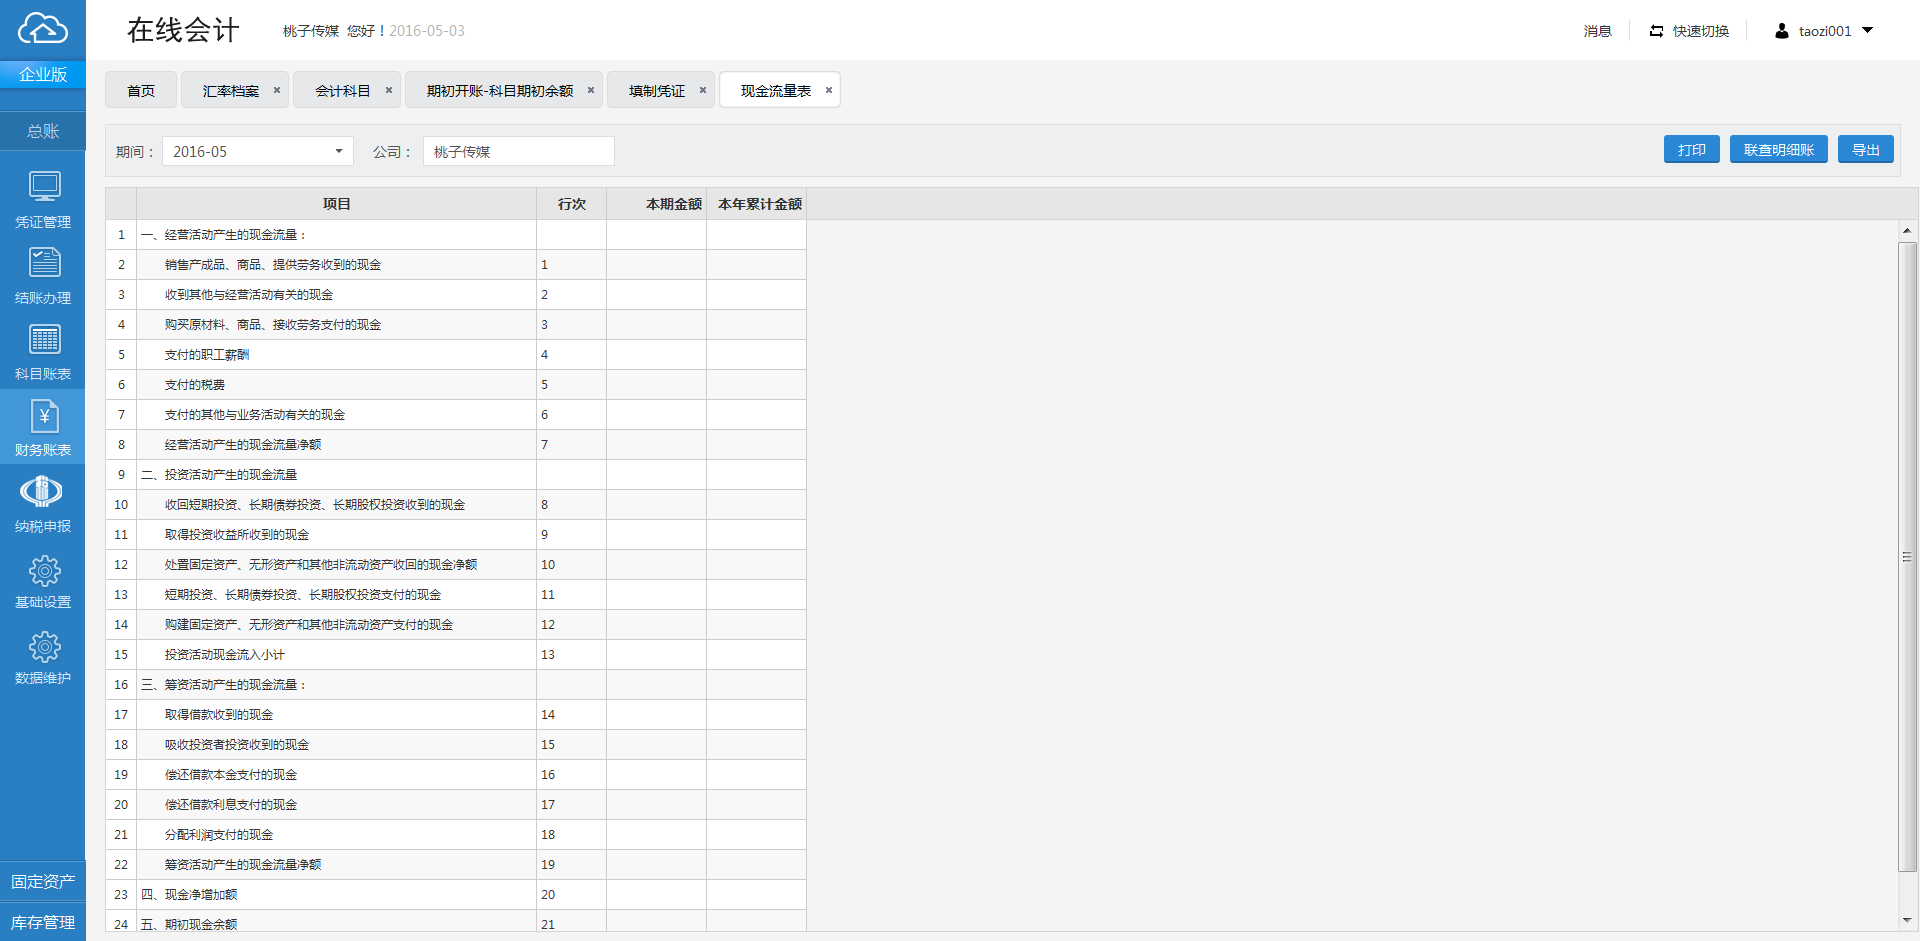 在线会计 桃子传媒 您好！2016-05-03 消息 快速切换 taozi001
企业版
首页 汇率档案 会计科目 期初开账-科目期初余额 填制凭证 现金流量表
总账
凭证管理
结账办理
科目账表
¥
财务账表
纳税申报
基础设置
数据维护
固定资产
库存管理
期间： 2016-05 公司： 桃子传媒 打印 联查明细账 导出
项目 行次 本期金额 本年累计金额
1 一、经营活动产生的现金流量：
2 销售产成品、商品、提供劳务收到的现金 1
3 收到其他与经营活动有关的现金 2
4 购买原材料、商品、接收劳务支付的现金 3
5 支付的职工薪酬 4
6 支付的税费 5
7 支付的其他与业务活动有关的现金 6
8 经营活动产生的现金流量净额 7
9 二、投资活动产生的现金流量
10 收回短期投资、长期债券投资、长期股权投资收到的现金 8
11 取得投资收益所收到的现金 9
12 处置固定资产、无形资产和其他非流动资产收回的现金净额 10
13 短期投资、长期债券投资、长期股权投资支付的现金 11
14 购建固定资产、无形资产和其他非流动资产支付的现金 12
15 投资活动现金流入小计 13
16 三、筹资活动产生的现金流量：
17 取得借款收到的现金 14
18 吸收投资者投资收到的现金 15
19 偿还借款本金支付的现金 16
20 偿还借款利息支付的现金 17
21 分配利润支付的现金 18
22 筹资活动产生的现金流量净额 19
23 四、现金净增加额 20
24 五、期初现金余额 21